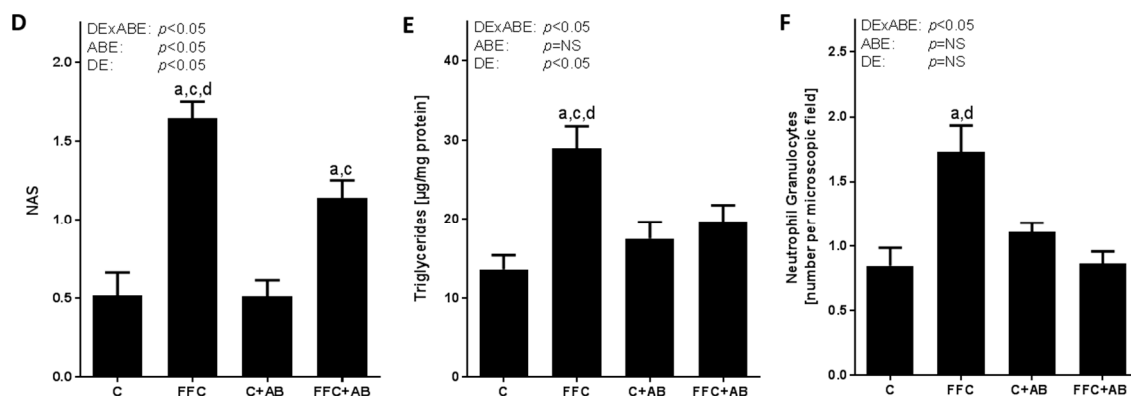 D
DExABE: p<0.05
ABE: p<0.05
DE: p<0.05
NAS
2.0
1.5
1.0
0.5
0.0
a,c,d
a,c
C FFC C+AB FFC+AB
E
DExABE: p<0.05
ABE: p=NS
DE: p<0.05
Triglycerides [µg/mg protein]
40
30
20
10
0
a,c,d
C FFC C+AB FFC+AB
F
DExABE: p<0.05
ABE: p=NS
DE: p=NS
Neutrophil Granulocytes
[number per microscopic field]
2.5
2.0
1.5
1.0
0.5
0.0
a,d
C FFC C+AB FFC+AB